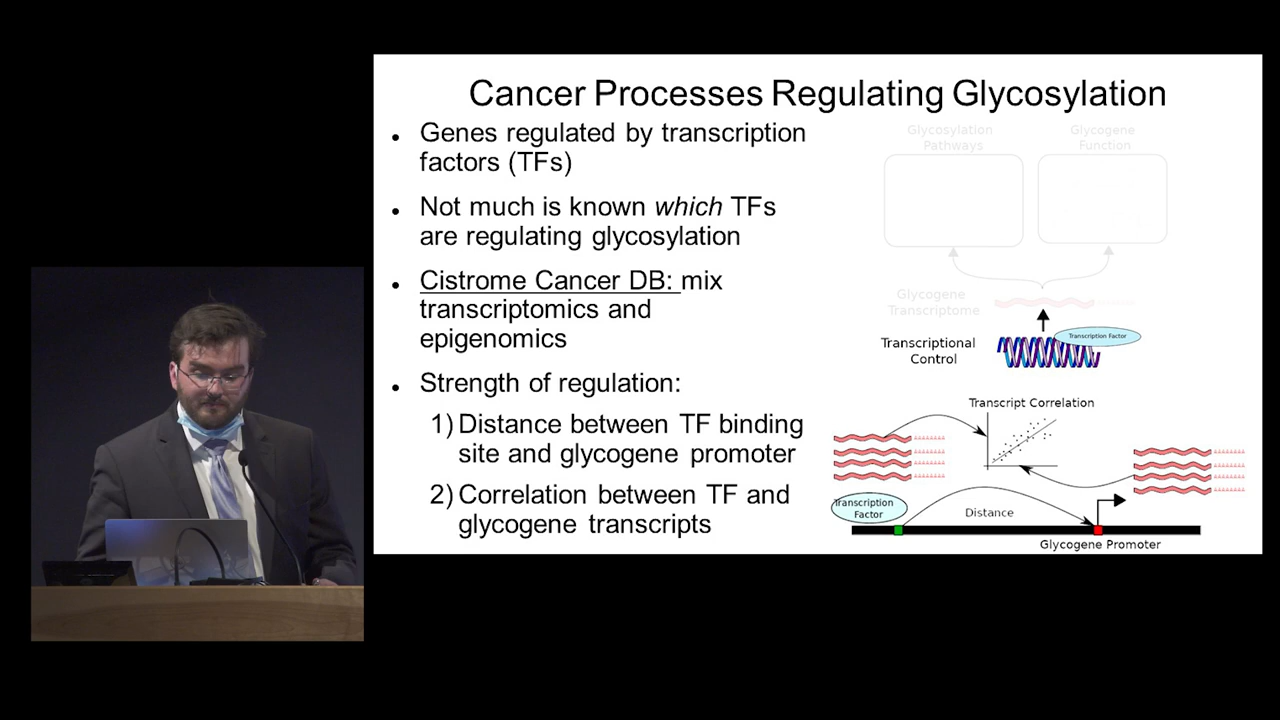 Cancer Processes Regulating Glycosylation
Genes regulated by transcription
factors (TFs)
Not much is known which TFs
are regulating glycosylation
Cistrome Cancer DB: mix
transcriptomics and
epigenomics
Strength of regulation:
1) Distance between TF binding
site and glycogene promoter
2) Correlation between TF and
glycogene transcripts
Glycosylation
Pathways
Glycogene
Function
Glycogene
Transcriptome
Transcription Factor
Transcriptional
Control
Transcript Correlation
Transcription
Factor
Distance
Glycogene Promoter